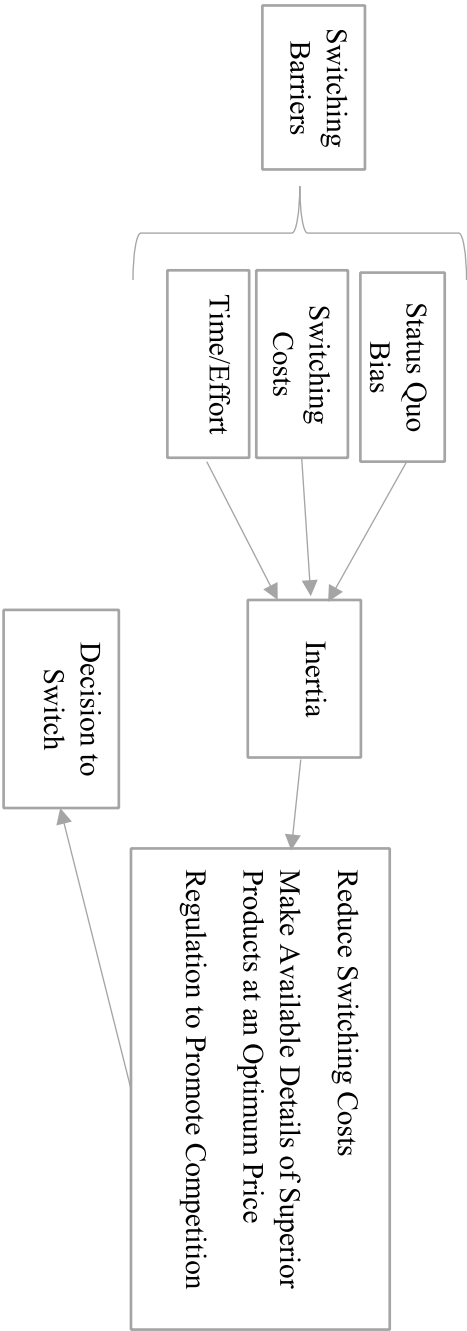 Switching
Barriers
Status Quo
Bias
Switching
Costs
Time/Effort
Inertia
Reduce Switching Costs
Make Available Details of Superior
Products at an Optimum Price
Regulation to Promote Competition
Decision to
Switch